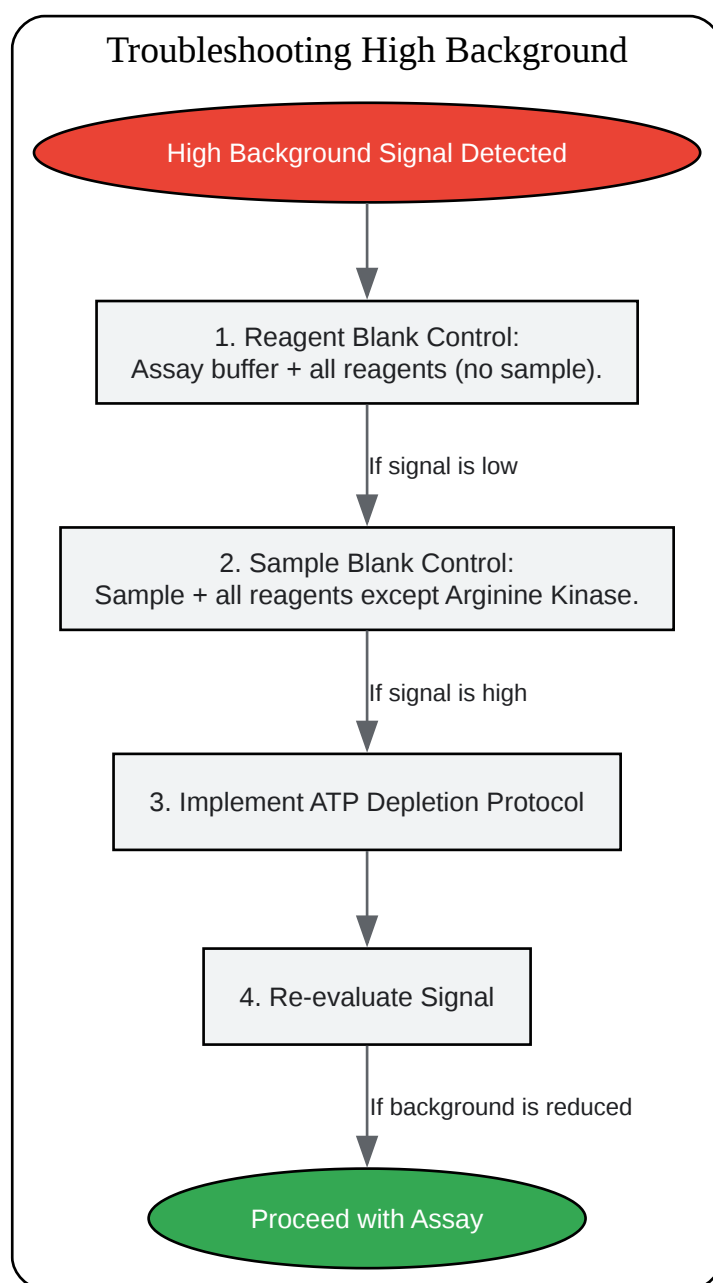 Troubleshooting High Background
High Background Signal Detected
1. Reagent Blank Control:
Assay buffer + all reagents (no sample).
If signal is low
2. Sample Blank Control:
Sample + all reagents except Arginine Kinase.
If signal is high
3. Implement ATP Depletion Protocol
4. Re-evaluate Signal
If background is reduced
Proceed with Assay